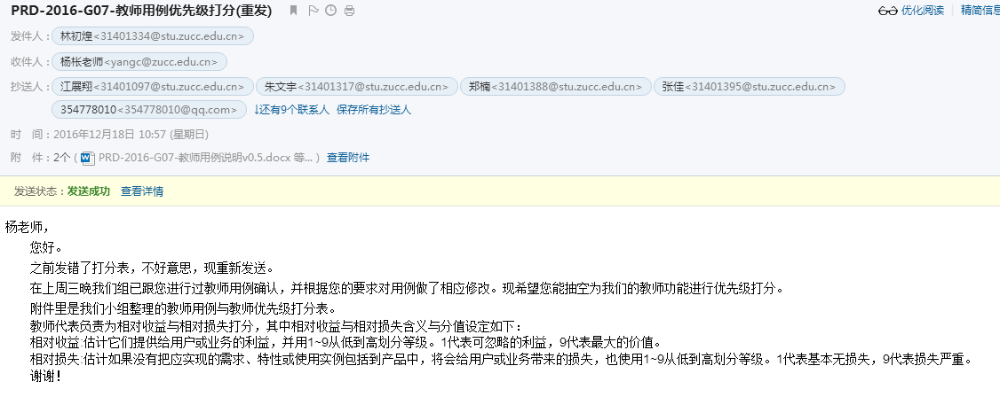 PRD-2016-G07-教师用例优先级打分(重发)
优化阅读 | 精简信息
发件人：林初煌<31401334@stu.zucc.edu.cn>
收件人：杨枨老师<yangc@zucc.edu.cn>
抄送人：江展翔<31401097@stu.zucc.edu.cn> 朱文宇<31401317@stu.zucc.edu.cn> 郑楠<31401388@stu.zucc.edu.cn> 张佳<31401395@stu.zucc.edu.cn>
354778010<354778010@qq.com> ↓还有9个联系人 保存所有抄送人
时　间：2016年12月18日 10:57 (星期日)
附　件：2个 ( PRD-2016-G07-教师用例说明v0.5.docx 等... ) 查看附件
发送状态：发送成功 查看详情
杨老师，
您好。
之前发错了打分表，不好意思，现重新发送。
在上周三晚我们组已跟您进行过教师用例确认，并根据您的要求对用例做了相应修改。现希望您能抽空为我们的教师功能进行优先级打分。
附件里是我们小组整理的教师用例与教师优先级打分表。
教师代表负责为相对收益与相对损失打分，其中相对收益与相对损失含义与分值设定如下：
相对收益:估计它们提供给用户或业务的利益，并用1~9从低到高划分等级。1代表可忽略的利益，9代表最大的价值。
相对损失:估计如果没有把应实现的需求、特性或使用实例包括到产品中，将会给用户或业务带来的损失，也使用1~9从低到高划分等级。1代表基本无损失，9代表损失严重。
谢谢！